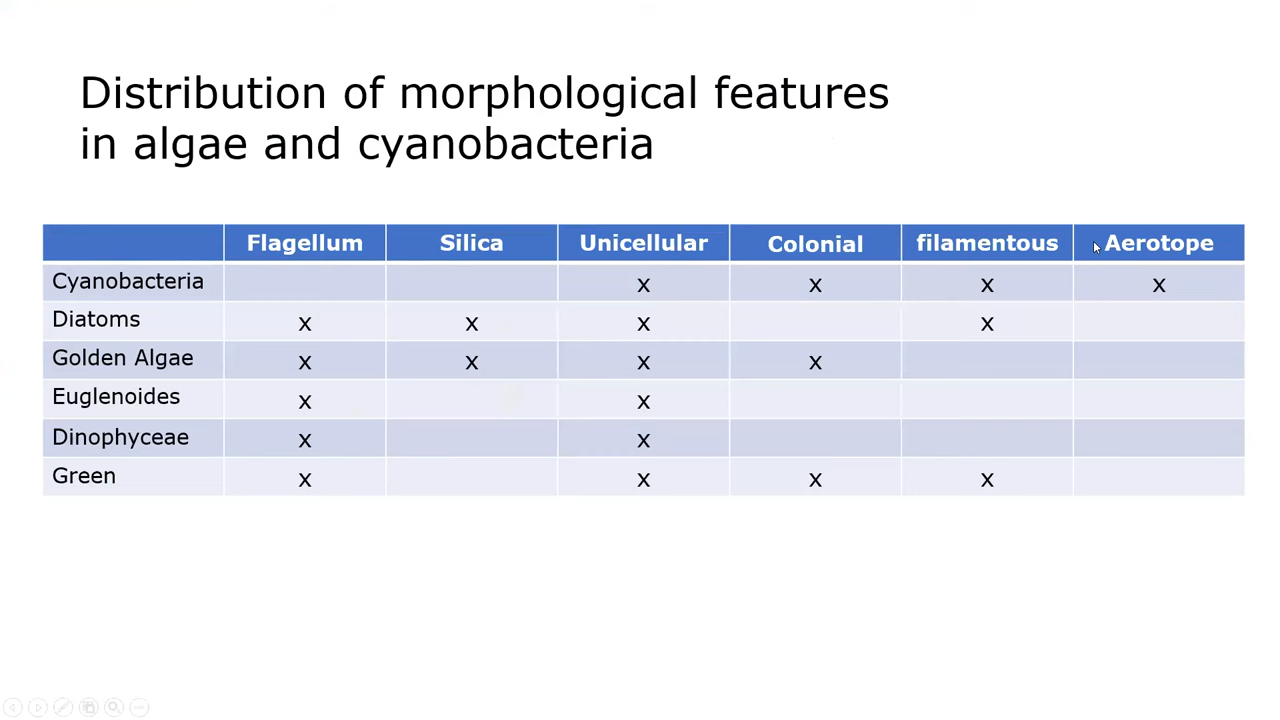 Distribution of morphological features
in algae and cyanobacteria
Flagellum Silica Unicellular Colonial filamentous Aerotope
Cyanobacteria x x x x
Diatoms x x x x
Golden Algae x x x x
Euglenoides x x
Dinophyceae x x
Green x x x x